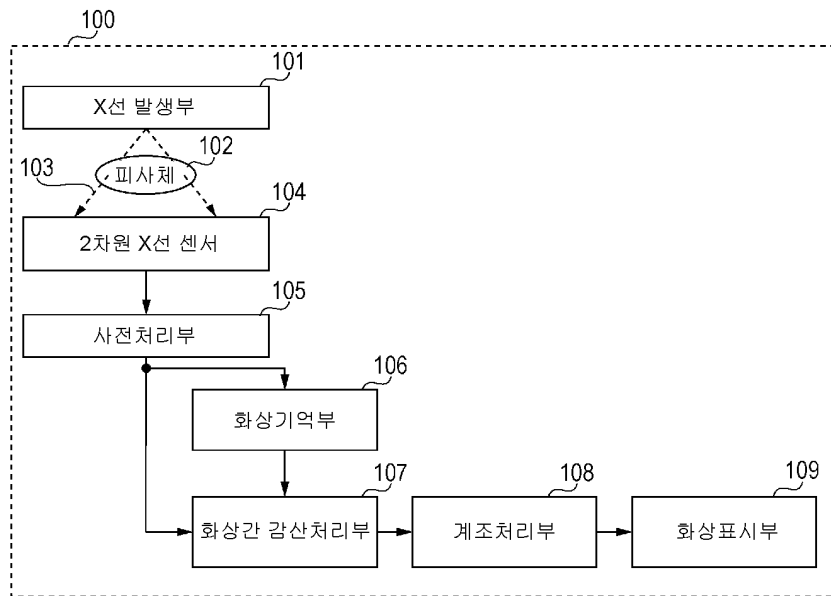 100
101
X선 발생부
102
103
피사체
104
2차원 X선 센서
105
사전처리부
106
화상기억부
107
108
109
화상간 감산처리부
계조처리부
화상표시부